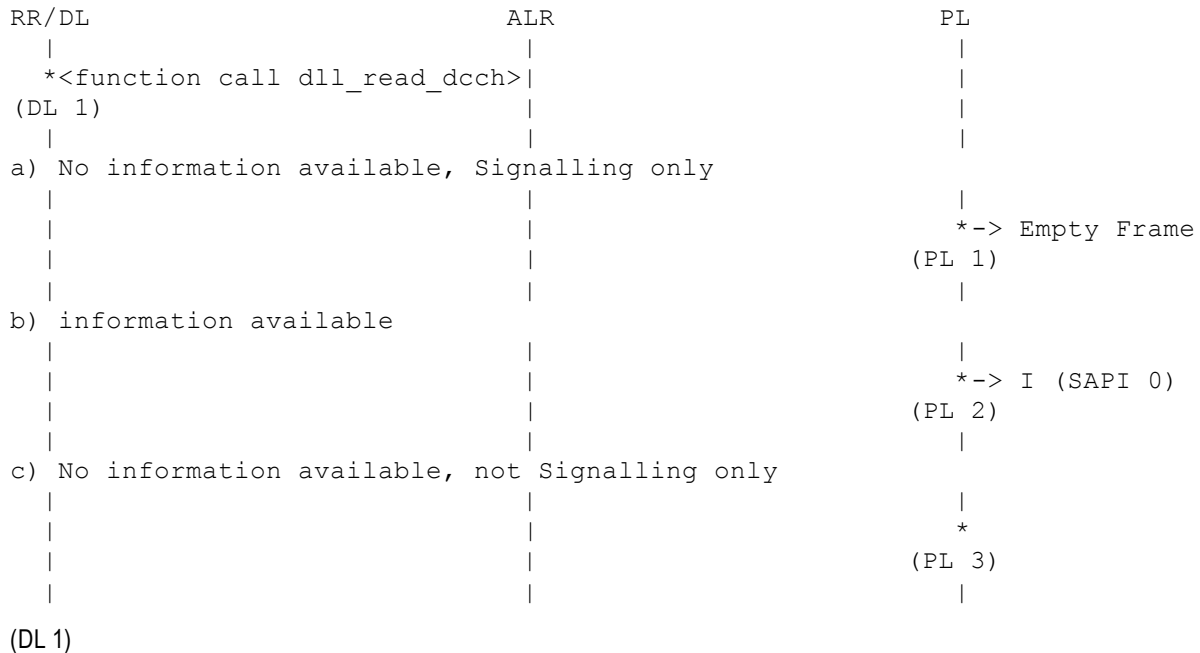 RR/DL                          ALR                       PL
  |                             |                         |
  *<function call dll_read_dcch>|                         |
(DL 1)                          |                         |
  |                             |                         |
a) No information available, Signalling only
  |                             |                         |
  |                             |                         *-> Empty Frame
  |                             |                      (PL 1)
  |                             |                         |
b) information available
  |                             |                         |
  |                             |                         *-> I (SAPI 0)
  |                             |                      (PL 2)
  |                             |                         |
c) No information available, not Signalling only
  |                             |                         |
  |                             |                         *
  |                             |                      (PL 3)
  |                             |                         |
(DL 1)